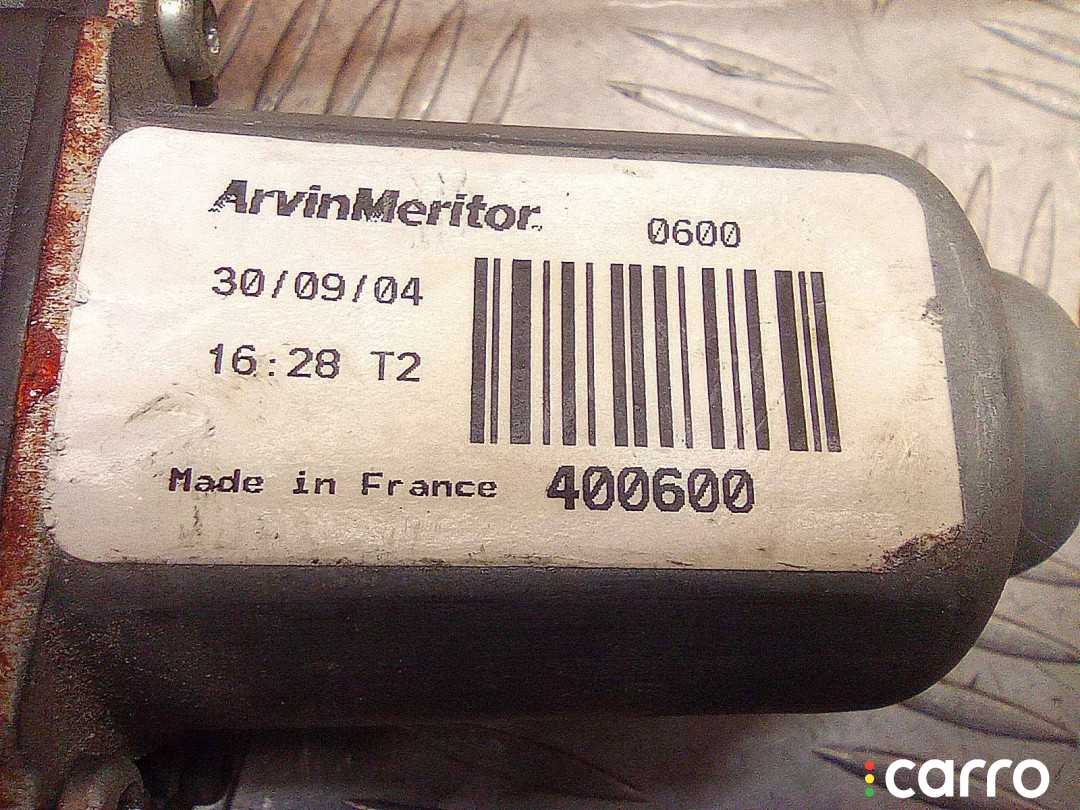 ArvinMeritor
0600
30/09/04
16:28 T2
Made in France
400600
carro